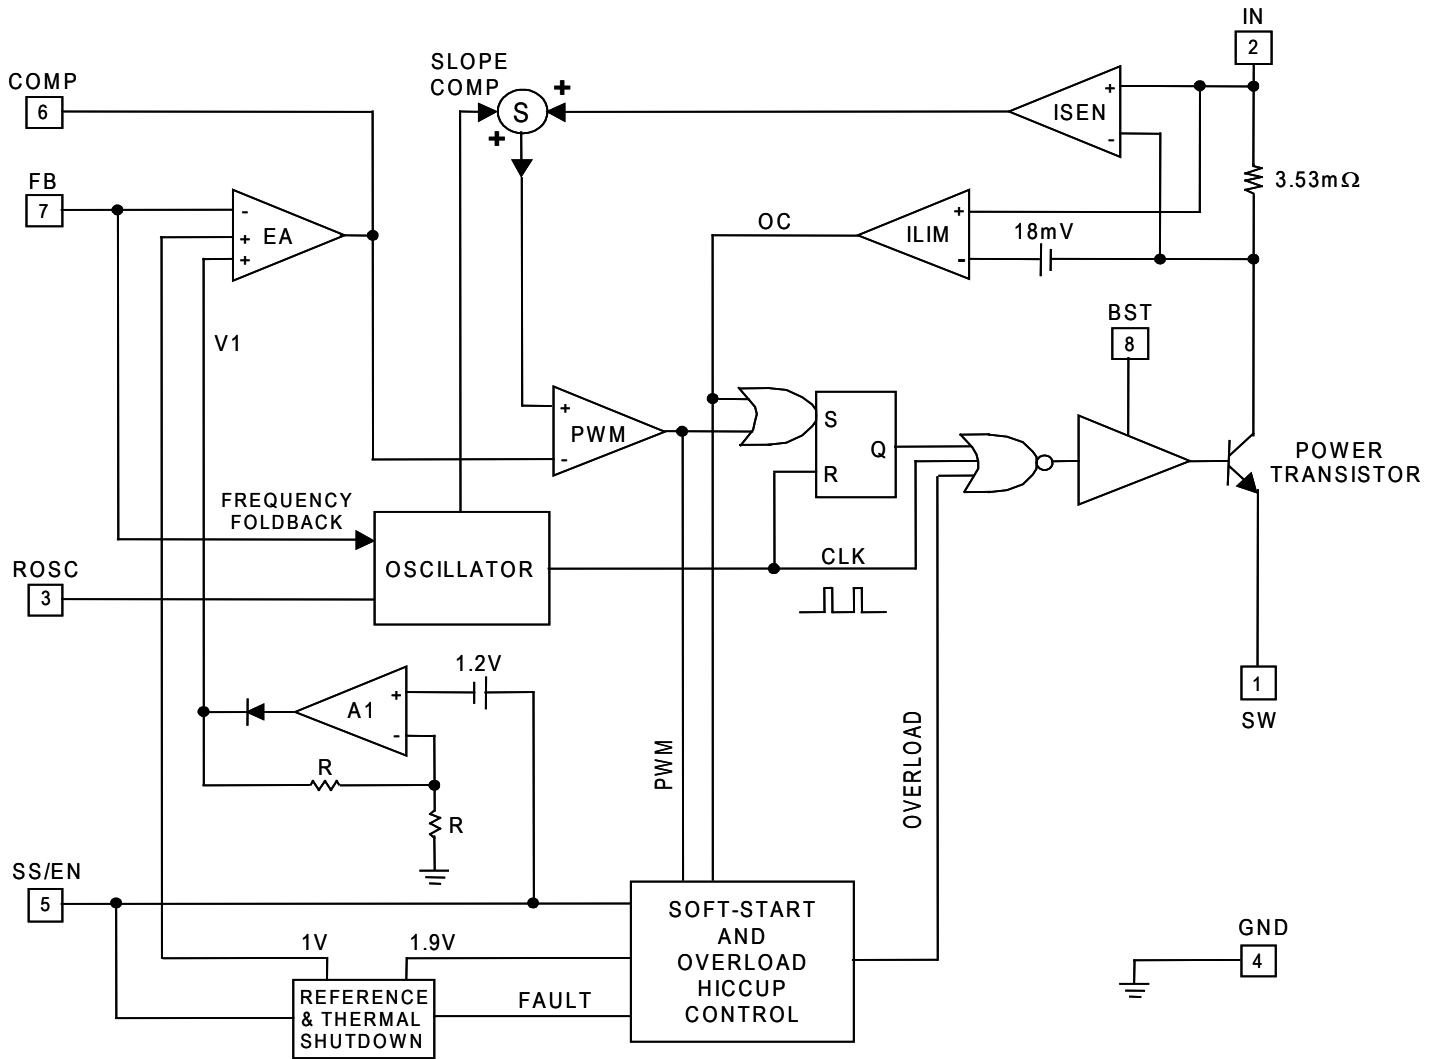 IN
2
SLOPE
COMP
+
COMP
6
S
+
+
ISEN
-
3.53mΩ
FB
7
-
+
+
EA
OC
+
ILIM
-
18mV
BST
8
V1
+
PWM
-
S
Q
R
POWER
TRANSISTOR
FREQUENCY
FOLDBACK
OSCILLATOR
CLK
ROSC
3
1.2V
+
A1
-
R
R
1
SW
PWM
OVERLOAD
SS/EN
5
SOFT-START
AND
OVERLOAD
HICCUP
CONTROL
1V
1.9V
REFERENCE
& THERMAL
SHUTDOWN
FAULT
GND
4